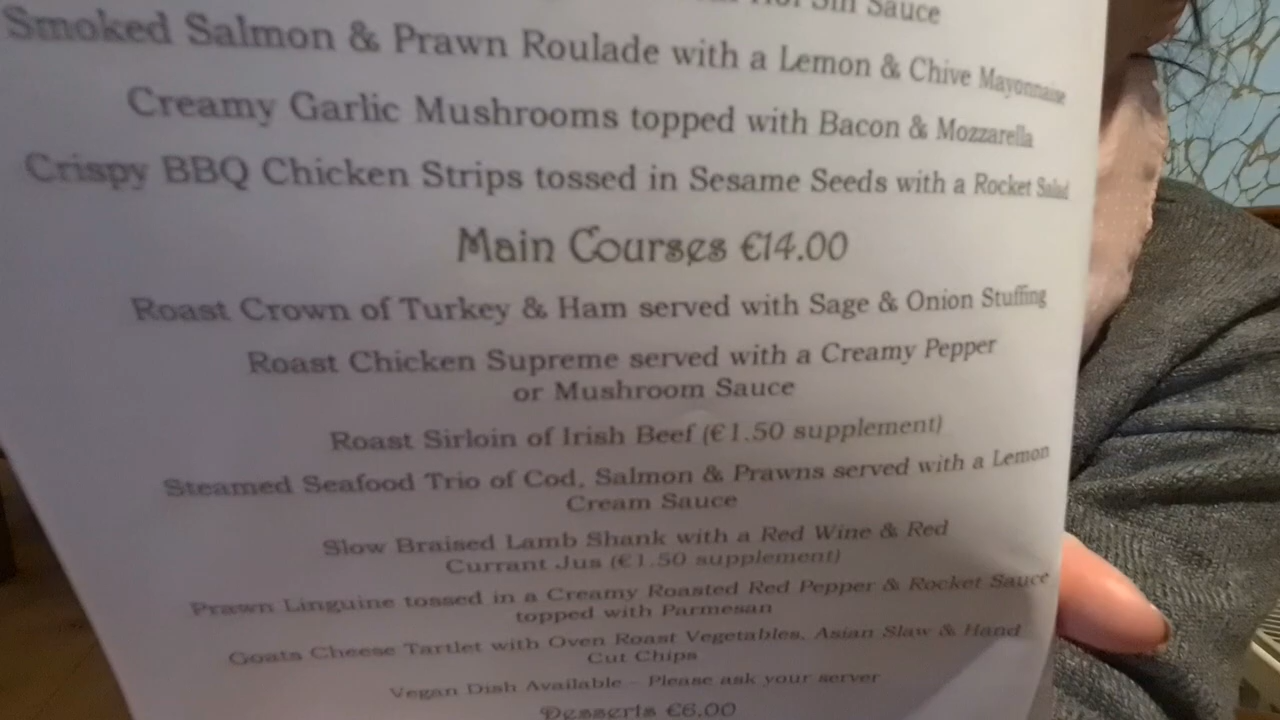 Sauce
Smoked Salmon & Prawn Roulade with a Lemon & Chive Mayonnaise
Creamy Garlic Mushrooms topped with Bacon & Mozzarella
Crispy BBQ Chicken Strips tossed in Sesame Seeds with a Rocket Salad
Main Courses €14.00
Roast Crown of Turkey & Ham served with Sage & Onion Stuffing
Roast Chicken Supreme served with a Creamy Pepper
or Mushroom Sauce
Roast Sirloin of Irish Beef (€1.50 supplement)
Steamed Seafood Trio of Cod, Salmon & Prawns served with a Lemon
Cream Sauce
Slow Braised Lamb Shank with a Red Wine & Red
Currant Jus (€1.50 supplement)
Prawn Linguine tossed in a Creamy Roasted Red Pepper & Rocket Sauce
topped with Parmesan
Goats Cheese Tartlet with Oven Roast Vegetables, Asian Slaw & Hand
Cut Chips
Vegan Dish Available - Please ask your server
Desserts €6.00